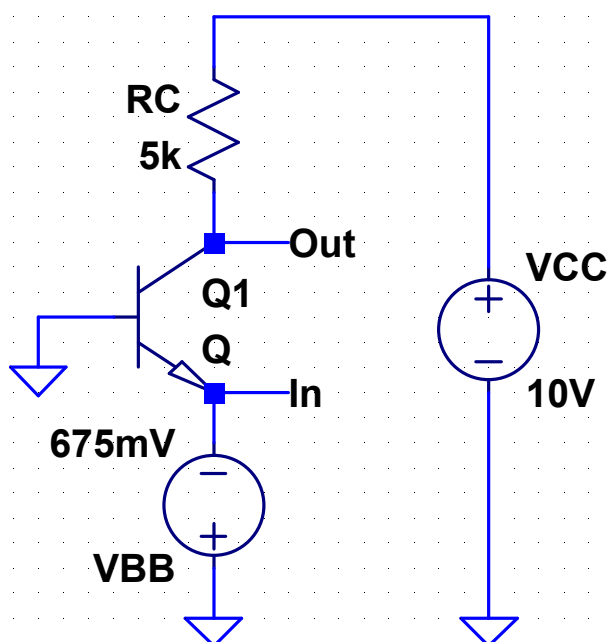 RC
5k
Out
VCC
+
−
10V
Q1
Q
In
675mV
−
+
VBB